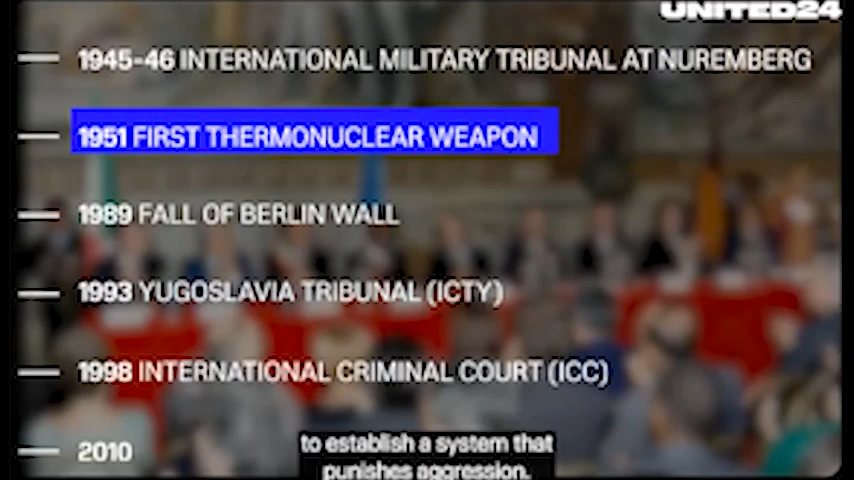 UNITED24
1945-46 INTERNATIONAL MILITARY TRIBUNAL AT NUREMBERG
1951 FIRST THERMONUCLEAR WEAPON
1989 FALL OF BERLIN WALL
1993 YUGOSLAVIA TRIBUNAL (ICTY)
1998 INTERNATIONAL CRIMINAL COURT (ICC)
2010
to establish a system that
punishes aggression.